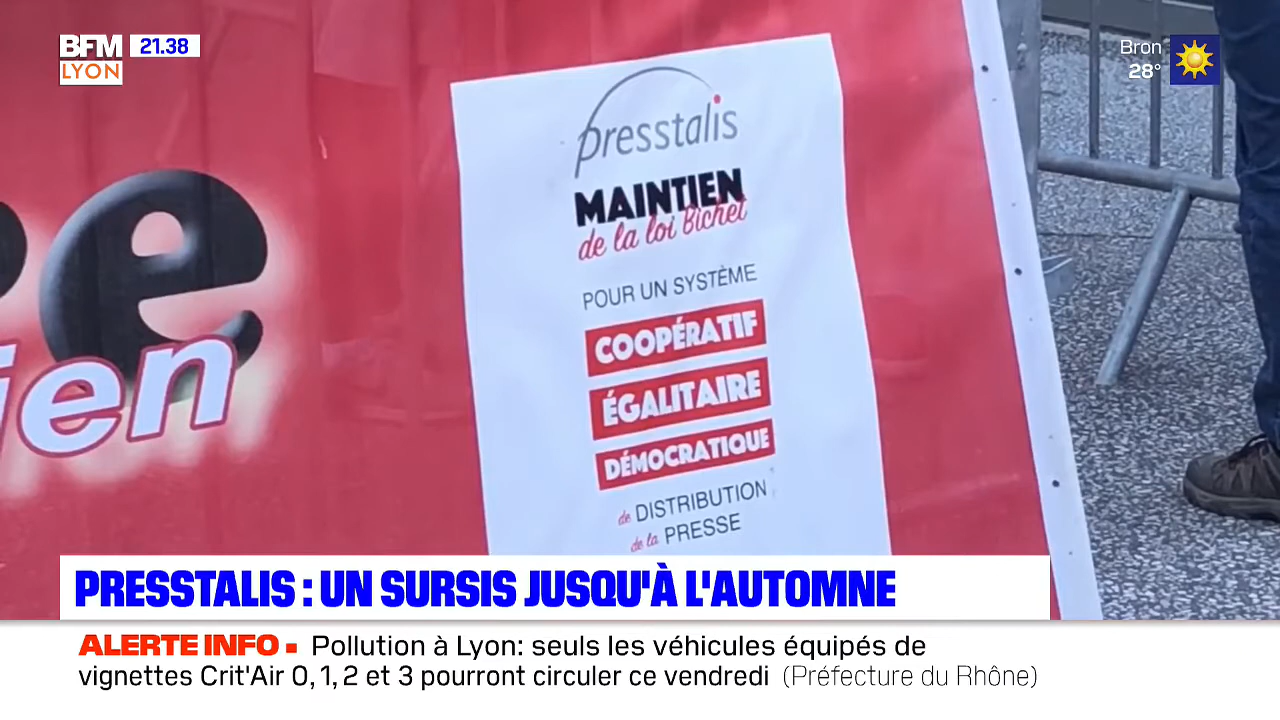 BFM 21.38
LYON
Bron
28°
presstalis
MAINTIEN
de la loi Bichet
POUR UN SYSTÈME
COOPÉRATIF
ÉGALITAIRE
DÉMOCRATIQUE
de DISTRIBUTION
de la PRESSE
e
ien
PRESSTALIS : UN SURSIS JUSQU'À L'AUTOMNE
ALERTE INFO Pollution à Lyon: seuls les véhicules équipés de
vignettes Crit'Air 0, 1, 2 et 3 pourront circuler ce vendredi (Préfecture du Rhône)